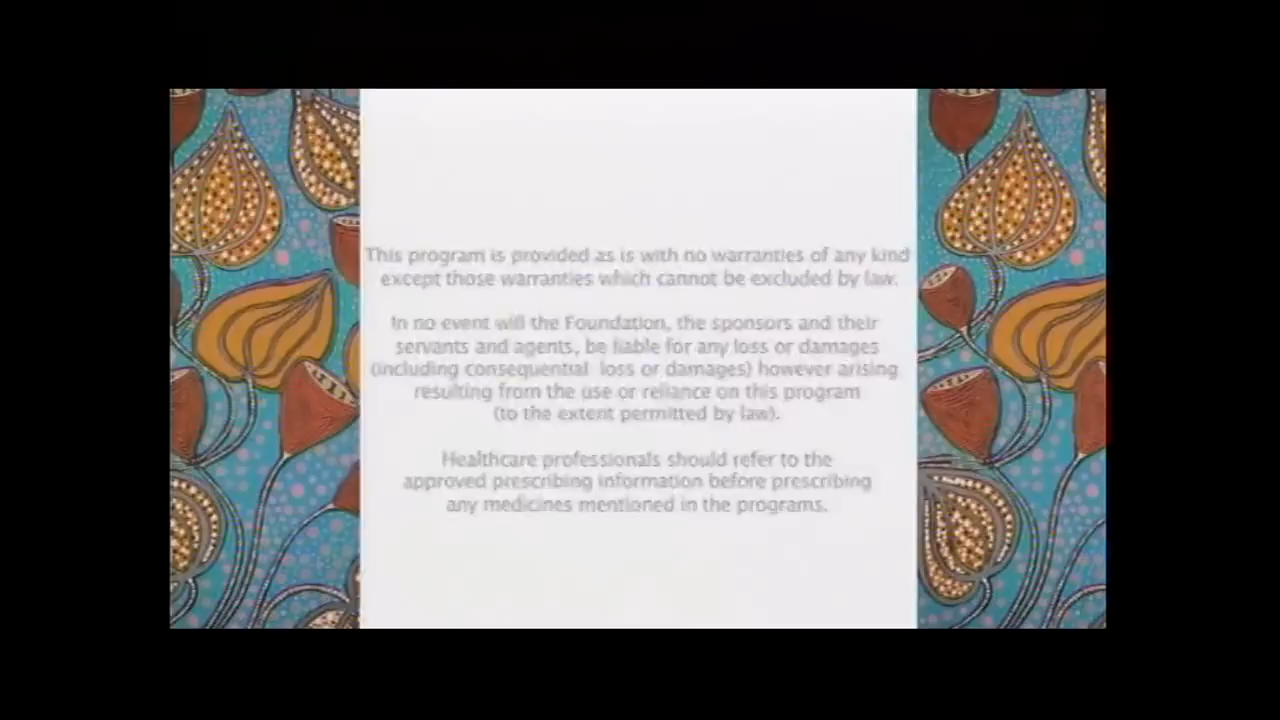 This program is provided as is with no warranties of any kind
except those warranties which cannot be excluded by law.
In no event will the Foundation, the sponsors and their
servants and agents, be liable for any loss or damages
(including consequential loss or damages) however arising
resulting from the use or reliance on this program
(to the extent permitted by law).
Healthcare professionals should refer to the
approved prescribing information before prescribing
any medicines mentioned in the programs.